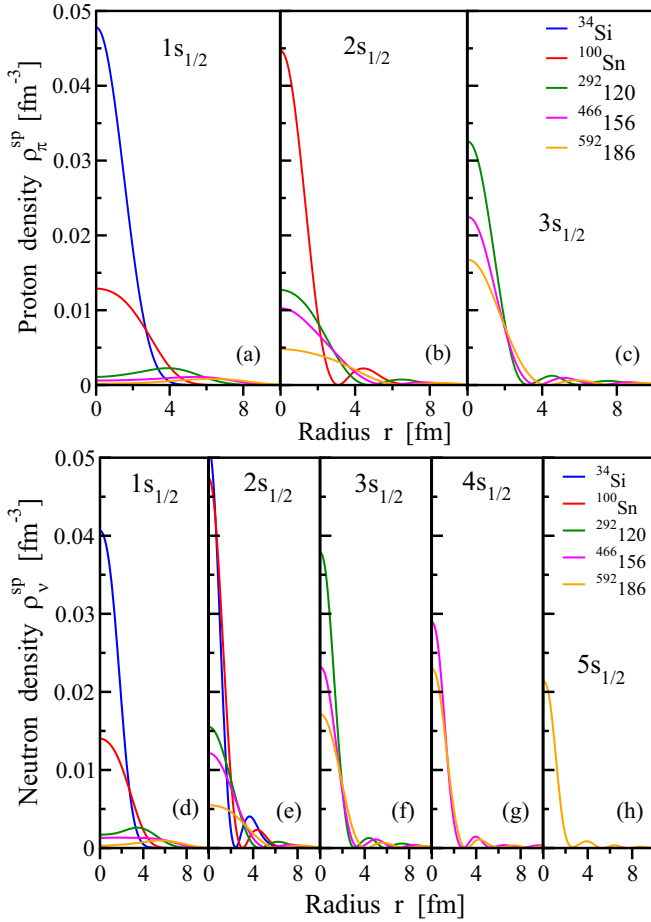 1s1/2
2s1/2
3s1/2
34Si
100Sn
292120
466156
592186
Proton density ρπsp [fm-3]
0.05
0.04
0.03
0.02
0.01
0
(a)
(b)
(c)
0 4 8
0 4 8
0 4 8
Radius r [fm]
1s1/2
2s1/2
3s1/2
4s1/2
5s1/2
34Si
100Sn
292120
466156
592186
Neutron density ρνsp [fm-3]
0.05
0.04
0.03
0.02
0.01
0
(d)
(e)
(f)
(g)
(h)
0 4 8
0 4 8
0 4 8
0 4 8
0 4 8
Radius r [fm]